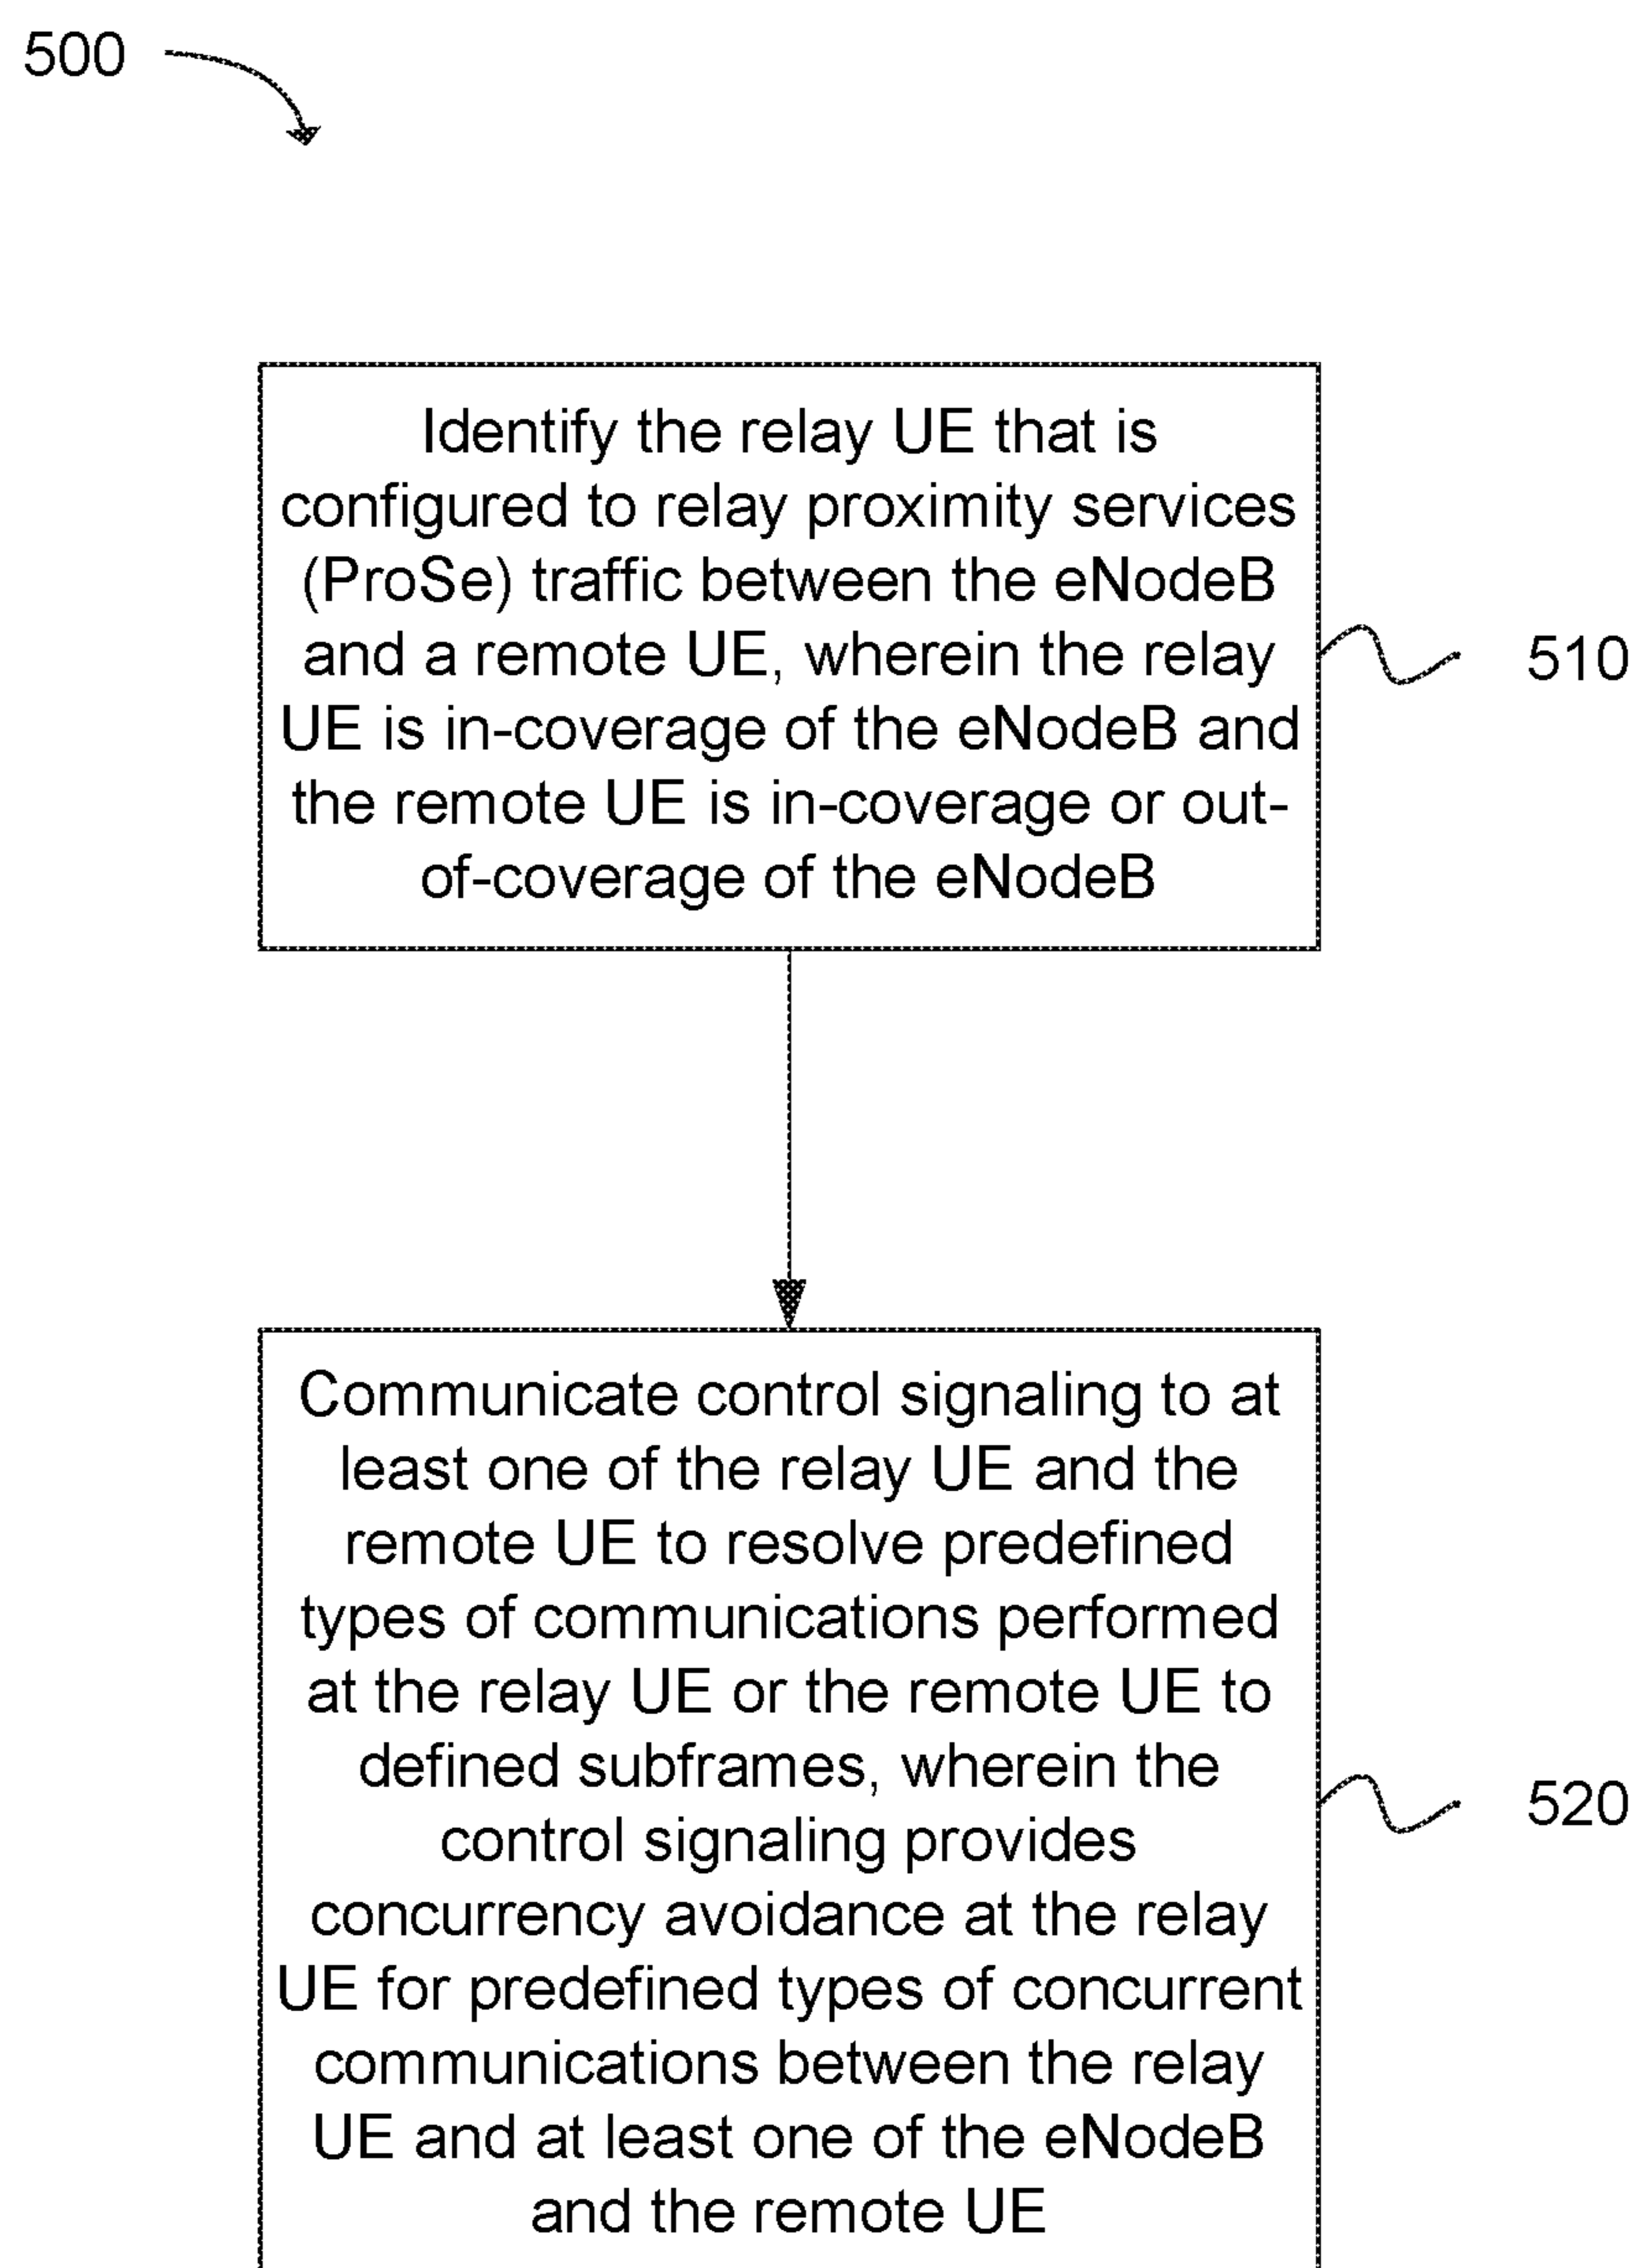 500
Identify the relay UE that is
configured to relay proximity services
(ProSe) traffic between the eNodeB
and a remote UE, wherein the relay
UE is in-coverage of the eNodeB and
the remote UE is in-coverage or out-
of-coverage of the eNodeB
510
Communicate control signaling to at
least one of the relay UE and the
remote UE to resolve predefined
types of communications performed
at the relay UE or the remote UE to
defined subframes, wherein the
control signaling provides
concurrency avoidance at the relay
UE for predefined types of concurrent
communications between the relay
UE and at least one of the eNodeB
and the remote UE
520